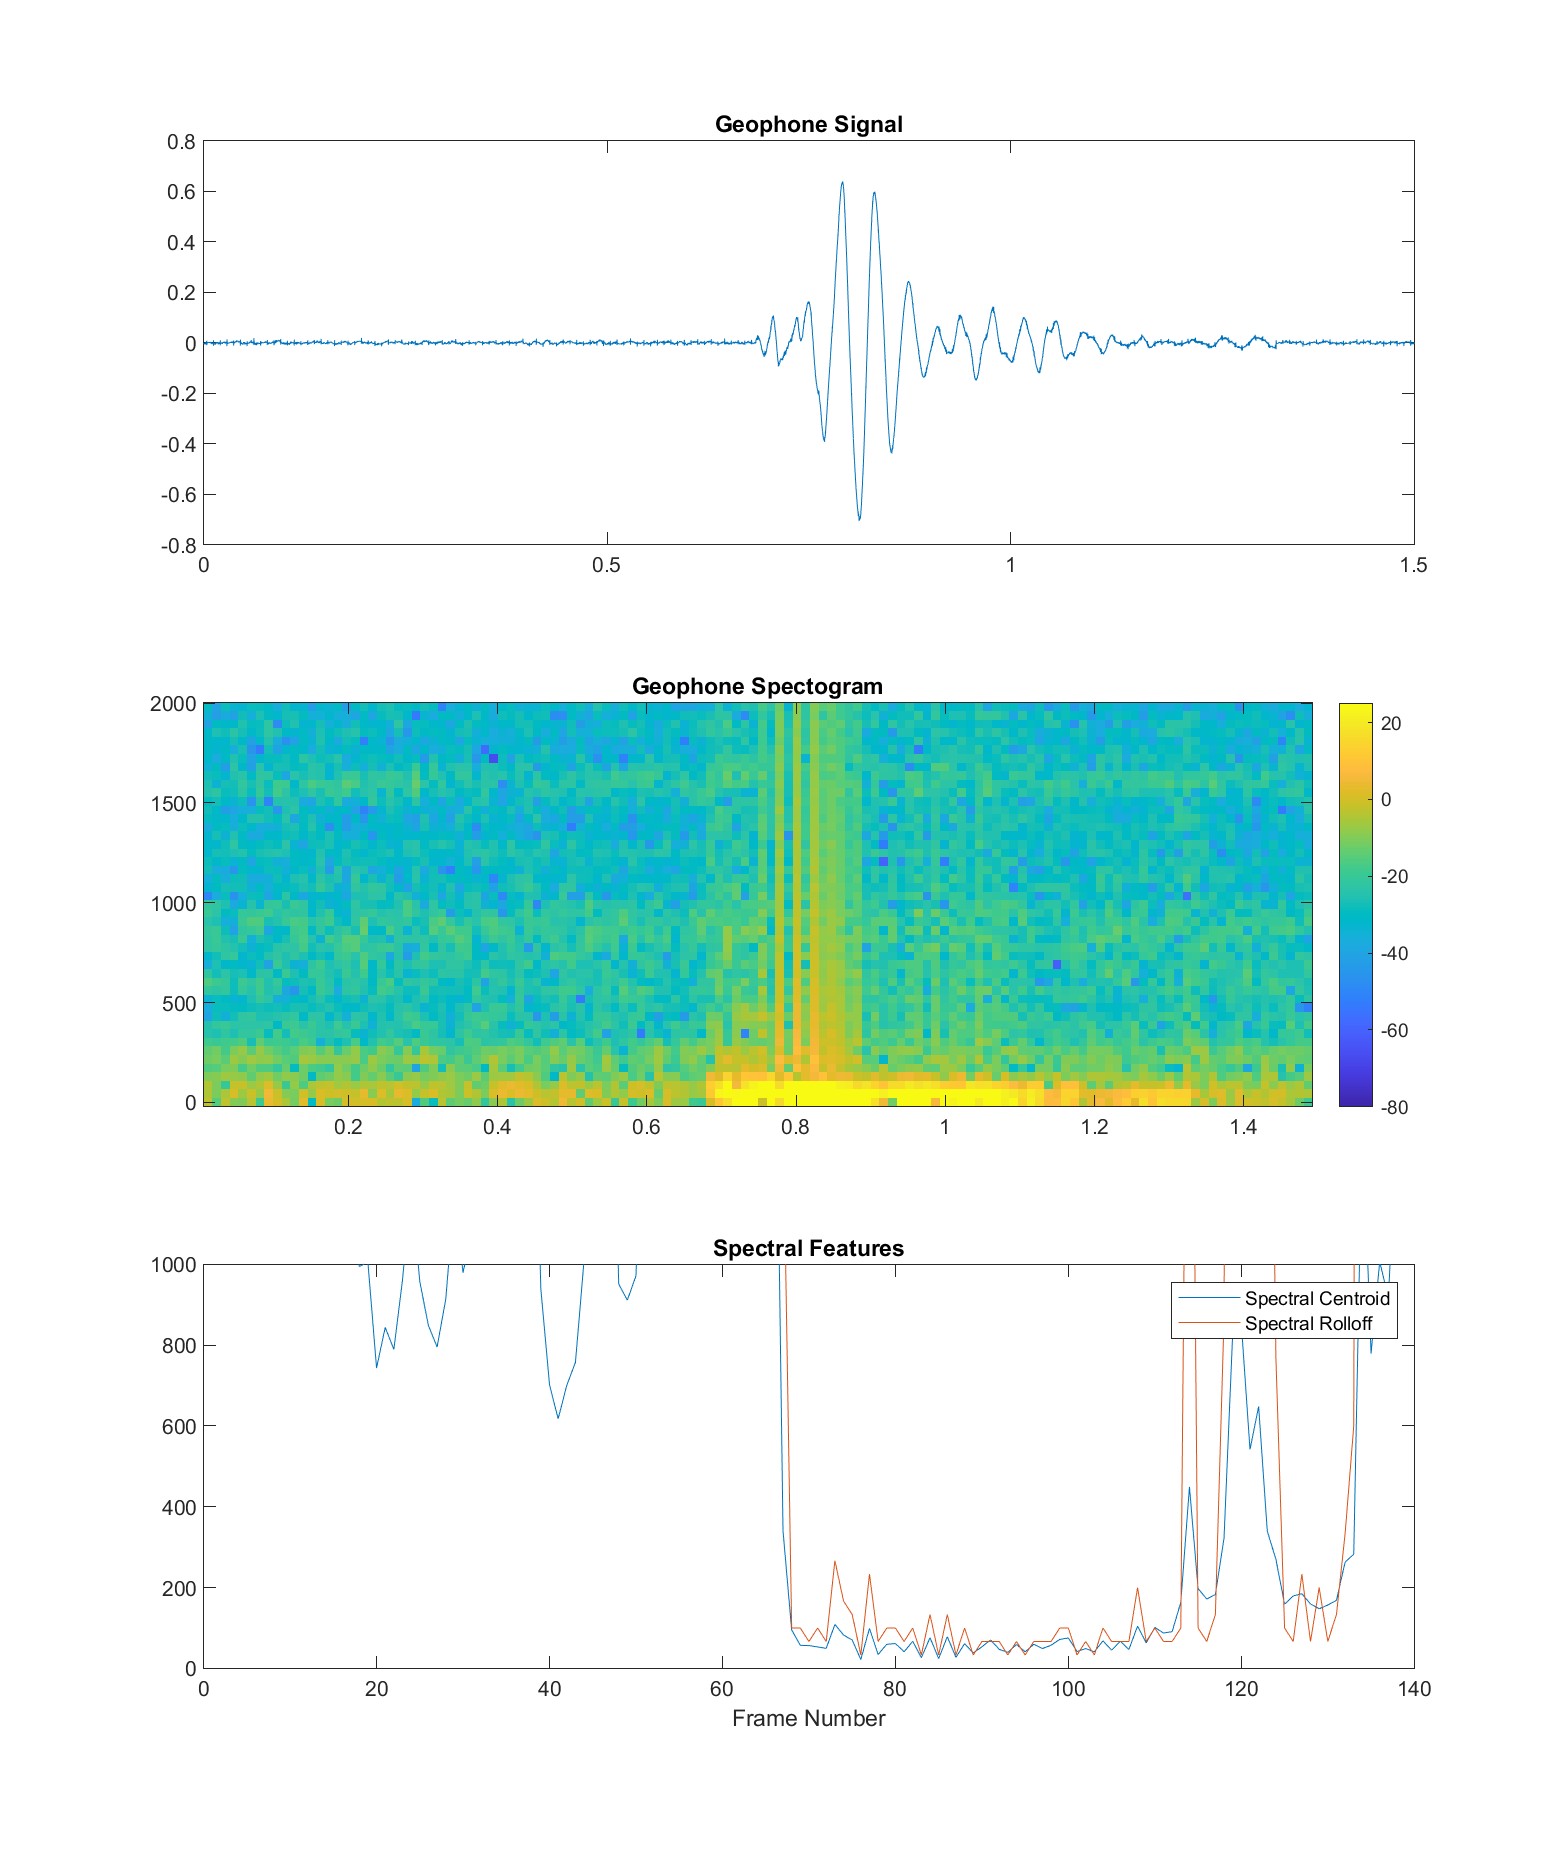 Geophone Signal
0.8
0.6
0.4
0.2
0
-0.2
-0.4
-0.6
-0.8
0 0.5 1 1.5
Geophone Spectogram
2000
1500
1000
500
0
0.2 0.4 0.6 0.8 1 1.2 1.4
20
0
-20
-40
-60
-80
Spectral Features
1000
800
600
400
200
0
Spectral Centroid
Spectral Rolloff
0 20 40 60 80 100 120 140
Frame Number